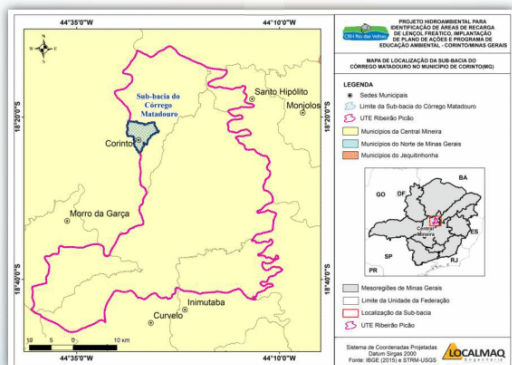 44°35'0"W
44°10'0"W
18°20'0"S
18°40'0"S
Sub-bacia do
Córrego
Matadouro
Santo Hipólito
Monjolos
Corinto
Morro da Garça
Inimutaba
Curvelo
10 5 0 10 km
44°35'0"W
44°10'0"W
18°20'0"S
18°40'0"S
CBH Rio das Velhas
PROJETO HIDROAMBIENTAL PARA
IDENTIFICAÇÃO DE ÁREAS DE RECARGA
DE LENÇOL FREÁTICO, IMPLANTAÇÃO
DE PLANO DE AÇÕES E PROGRAMA DE
EDUCAÇÃO AMBIENTAL - CORINTO/MINAS GERAIS
MAPA DE LOCALIZAÇÃO DA SUB-BACIA DO
CÓRREGO MATADOURO NO MUNICÍPIO DE CORINTO(MG)
LEGENDA
Sedes Municipais
Limite da Sub-bacia do Córrego Matadouro
UTE Ribeirão Picão
Municípios da Central Mineira
Municípios do Norte de Minas Gerais
Municípios do Jequitinhonha
BA
GO
DF
Central
Mineira
ES
SP
RJ
PR
Mesoregiões de Minas Gerais
Limite da Unidade da Federação
Localização da Sub-bacia
UTE Ribeirão Picão
Sistema de Coordenadas Projetadas
Datum Sirgas 2000
Fonte: IBGE (2015) e STRM-USGS
LOCALMAQ
Engenharia